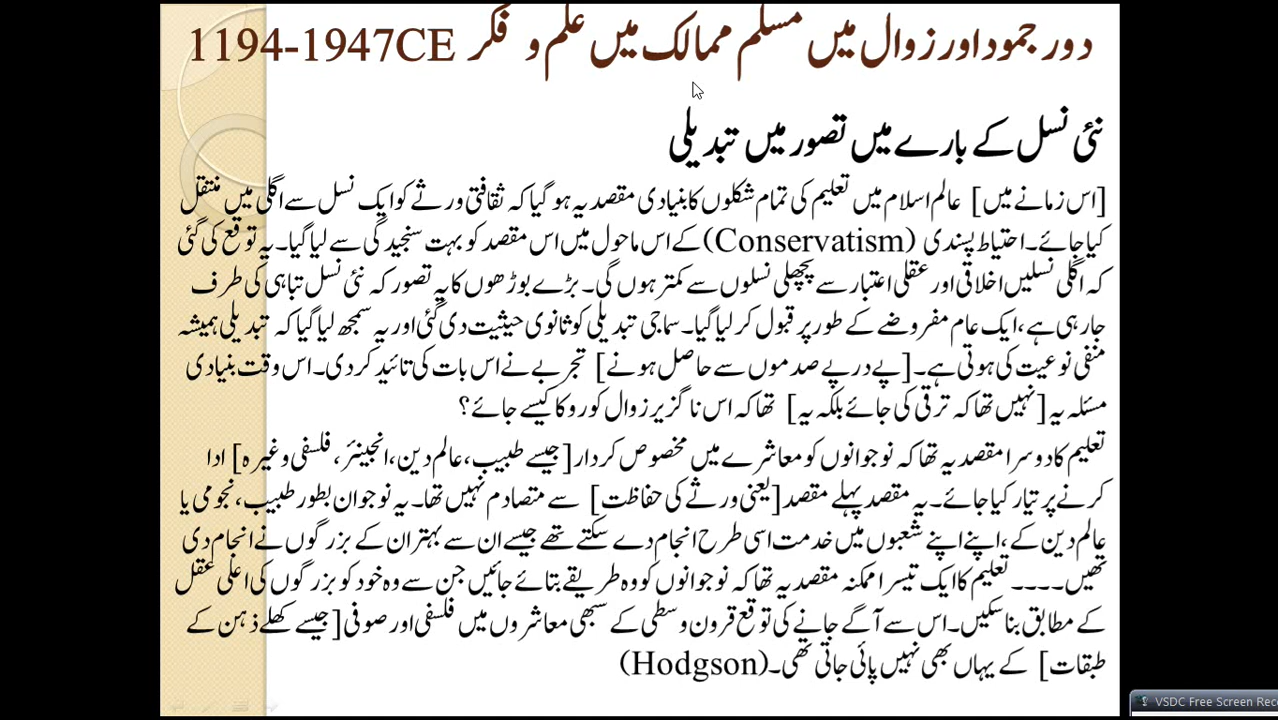 دور جمود اور زوال میں مسلم ممالک میں علم و فکر 1194-1947CE
نئی نسل کے بارے میں تصور میں تبدیلی
[اس زمانے میں] عالم اسلام میں تعلیم کی تمام شکلوں کا بنیادی مقصد یہ ہو گیا کہ ثقافتی ورثے کو ایک نسل سے اگلی میں منتقل
کیا جائے۔ احتیاط پسندی (Conservatism) کے اس ماحول میں اس مقصد کو بہت سنجیدگی سے لیا گیا۔ یہ توقع کی گئی
کہ اگلی نسلیں اخلاقی اور عقلی اعتبار سے پچھلی نسلوں سے کمتر ہوں گی۔ بڑے بوڑھوں کا یہ تصور کہ نئی نسل تباہی کی طرف
جا رہی ہے، ایک عام مفروضے کے طور پر قبول کر لیا گیا۔ سماجی تبدیلی کو ثانوی حیثیت دی گئی اور یہ سمجھ لیا گیا کہ تبدیلی ہمیشہ
منفی نوعیت کی ہوتی ہے۔ [پے در پے صدموں سے حاصل ہونے] تجربے نے اس بات کی تائید کر دی۔ اس وقت بنیادی
مسئلہ یہ [نہیں تھا کہ ترقی کی جائے بلکہ یہ] تھا کہ اس ناگزیر زوال کو روکا کیسے جائے؟
تعلیم کا دوسرا مقصد یہ تھا کہ نوجوانوں کو معاشرے میں مخصوص کردار [جیسے طبیب، عالم دین، انجینئر، فلسفی وغیرہ] ادا
کرنے پر تیار کیا جائے۔ یہ مقصد پہلے مقصد [یعنی ورثے کی حفاظت] سے متصادم نہیں تھا۔ یہ نوجوان بطور طبیب، نجومی یا
عالم دین کے، اپنے اپنے شعبوں میں خدمت اسی طرح انجام دے سکتے تھے جیسے ان سے بہتر ان کے بزرگوں نے انجام دی
تھیں۔۔۔۔ تعلیم کا ایک تیسرا ممکنہ مقصد یہ تھا کہ نوجوانوں کو وہ طریقے بتائے جائیں جن سے وہ خود کو بزرگوں کی اعلی عقل
کے مطابق بنا سکیں۔ اس سے آگے جانے کی توقع قرون وسطی کے سبھی معاشروں میں فلسفی اور صوفی [جیسے کھلے ذہن کے
طبقات] کے یہاں بھی نہیں پائی جاتی تھی۔ (Hodgson)
VSDC Free Screen Rec